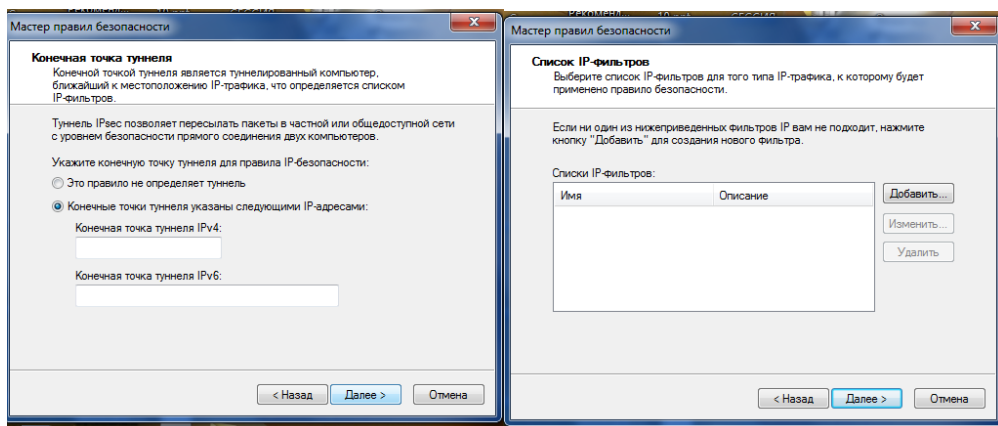 Мастер правил безопасности
Конечная точка туннеля
Конечной точкой туннеля является туннелированный компьютер,
ближайший к местоположению IP-трафика, что определяется списком
IP-фильтров.
Туннель IPsec позволяет пересылать пакеты в частной или общедоступной сети
с уровнем безопасности прямого соединения двух компьютеров.
Укажите конечную точку туннеля для правила IP-безопасности:
Это правило не определяет туннель
Конечные точки туннеля указаны следующими IP-адресами:
Конечная точка туннеля IPv4:
Конечная точка туннеля IPv6:
< Назад
Далее >
Отмена
Мастер правил безопасности
Список IP-фильтров
Выберите список IP-фильтров для того типа IP-трафика, к которому будет
применено правило безопасности.
Если ни один из нижеприведенных фильтров IP вам не подходит, нажмите
кнопку "Добавить" для создания нового фильтра.
Списки IP-фильтров:
Имя
Описание
Добавить...
Изменить...
Удалить
< Назад
Далее >
Отмена